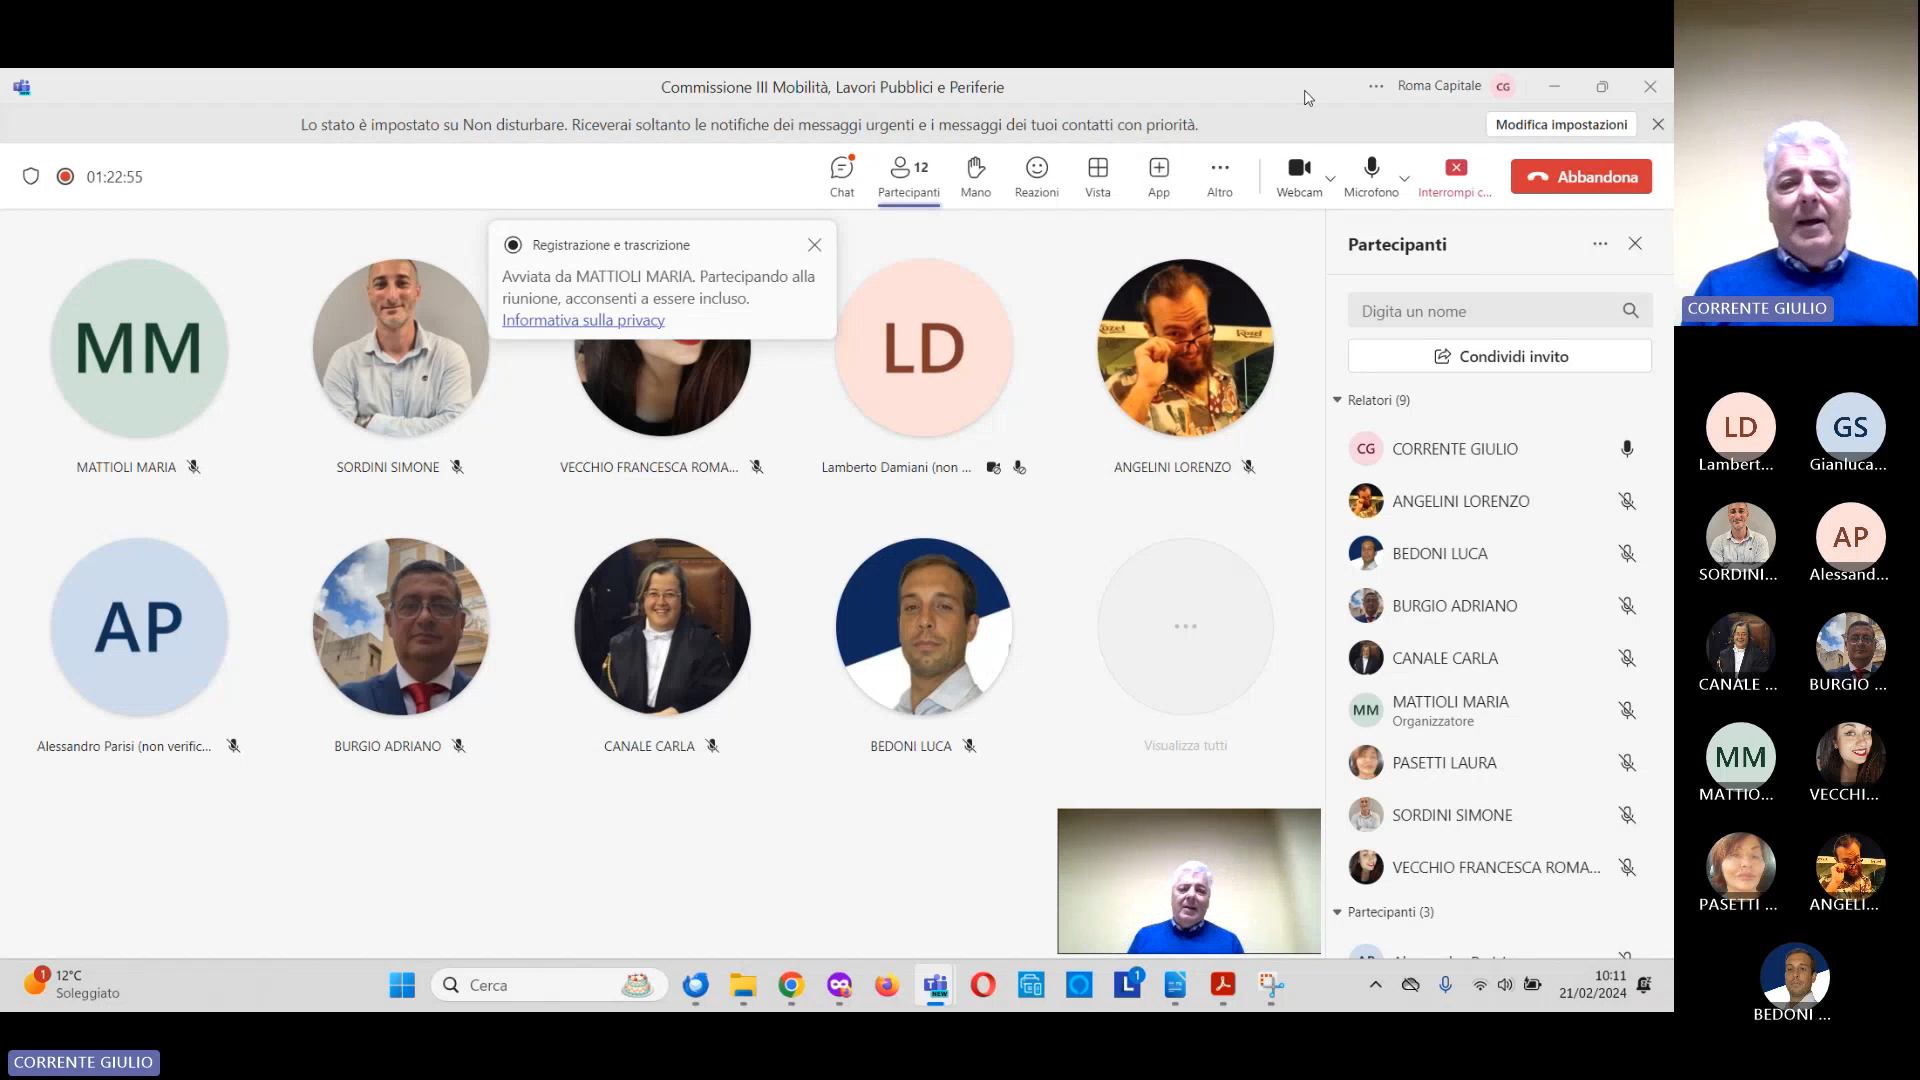 Commissione III Mobilità, Lavori Pubblici e Periferie
Roma Capitale
CG
Lo stato è impostato su Non disturbare. Riceverai soltanto le notifiche dei messaggi urgenti e i messaggi dei tuoi contatti con priorità.
Modifica impostazioni
01:22:55
Chat
12
Partecipanti
Mano
Reazioni
Vista
App
Altro
Webcam
Microfono
Interrompi c...
Abbandona
Registrazione e trascrizione
Avviata da MATTIOLI MARIA. Partecipando alla
riunione, acconsenti a essere incluso.
Informativa sulla privacy
MM
LD
MATTIOLI MARIA
SORDINI SIMONE
VECCHIO FRANCESCA ROMA...
Lamberto Damiani (non ...
ANGELINI LORENZO
AP
Alessandro Parisi (non verific...
BURGIO ADRIANO
CANALE CARLA
BEDONI LUCA
Visualizza tutti
Partecipanti
Digita un nome
Condividi invito
Relatori (9)
CG
CORRENTE GIULIO
ANGELINI LORENZO
BEDONI LUCA
BURGIO ADRIANO
CANALE CARLA
MM
MATTIOLI MARIA
Organizzatore
PASETTI LAURA
SORDINI SIMONE
VECCHIO FRANCESCA ROMA...
Partecipanti (3)
CORRENTE GIULIO
LD
Lambert...
GS
Gianluca...
SORDINI...
AP
Alessand...
CANALE ...
BURGIO ...
MM
MATTIO...
VECCHI...
PASETTI ...
ANGELI...
BEDONI ...
1
12°C
Soleggiato
Cerca
NEW
L
1
10:11
21/02/2024
CORRENTE GIULIO